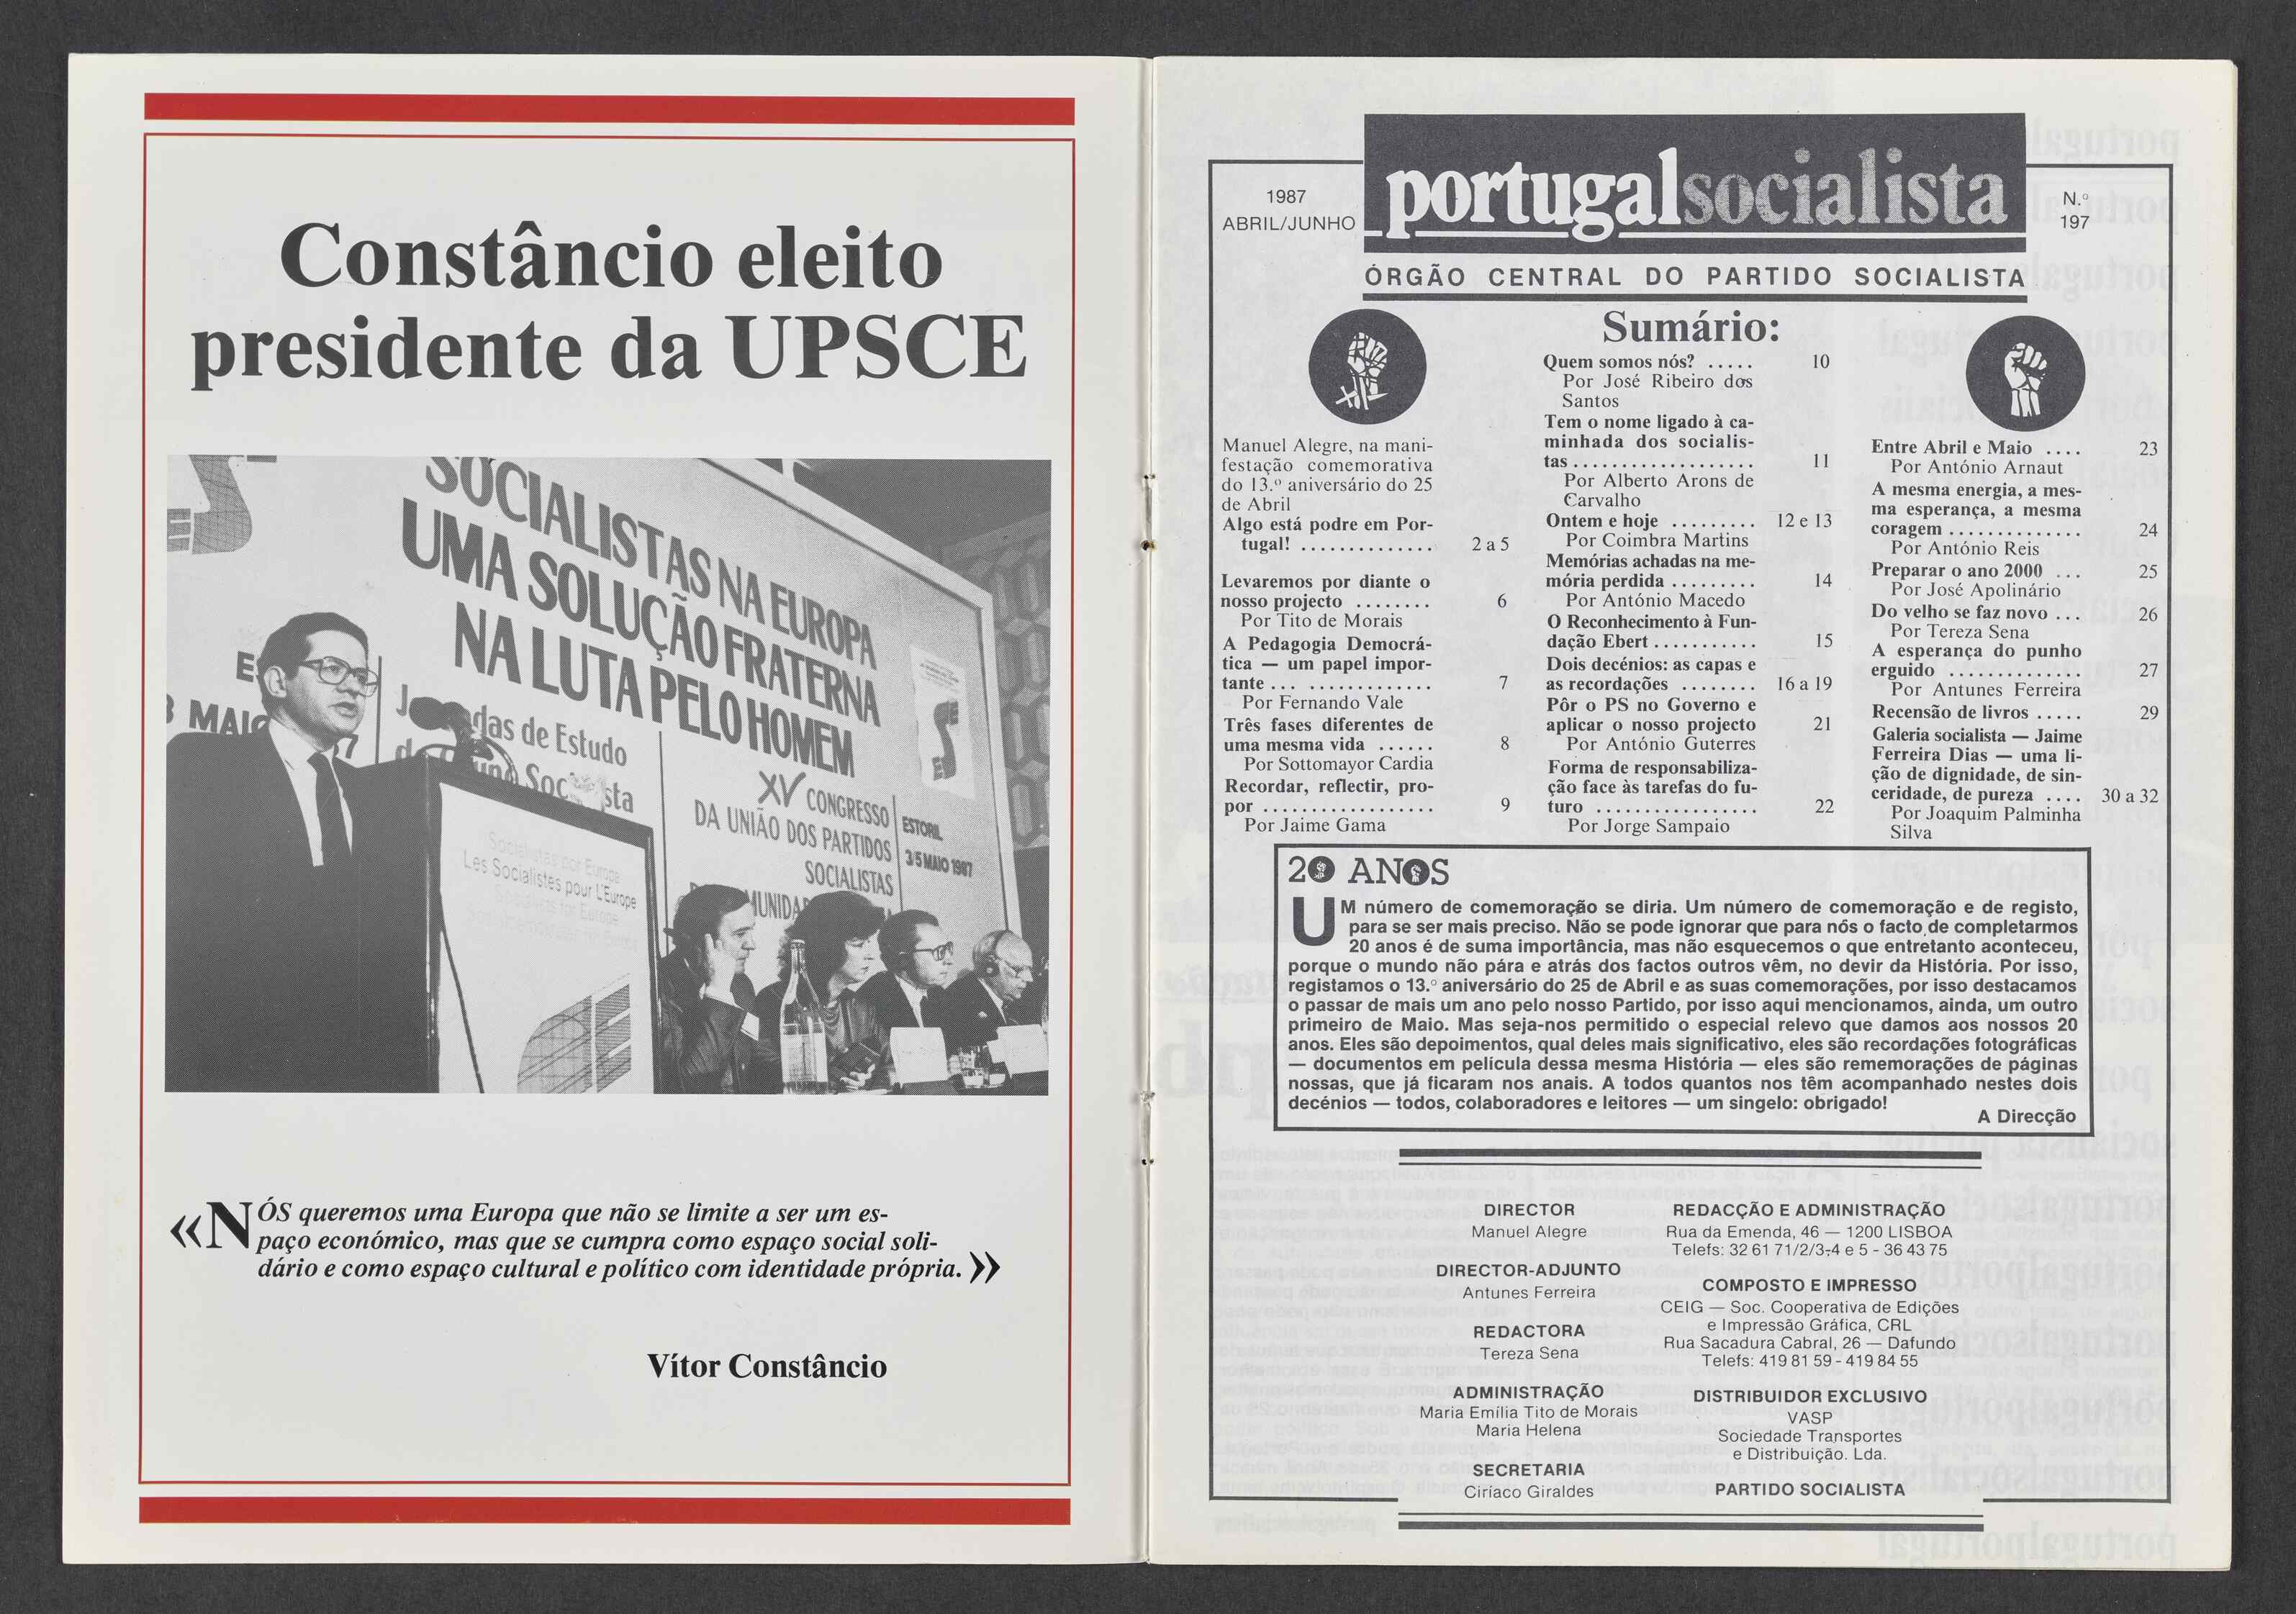 Constâncio eleito
presidente da UPSCE
SOCIALISTAS NA EUROPA
UMA SOLUÇÃO FRATERNA
NA LUTA PELO HOMEM
MAIO
Jornadas de Estudo
XV CONGRESSO
DA UNIÃO DOS PARTIDOS
SOCIALISTAS
ESTORIL
3/5 MAIO 1987
Socialistas por Europa
Les Socialistes pour L'Europe
«NÓS queremos uma Europa que não se limite a ser um es-
paço económico, mas que se cumpra como espaço social soli-
dário e como espaço cultural e político com identidade própria.»
Vítor Constâncio
1987
ABRIL/JUNHO
portugalsocialista
N.º
197
ÓRGÃO CENTRAL DO PARTIDO SOCIALISTA
Sumário:
Manuel Alegre, na mani-
festação comemorativa
do 13.º aniversário do 25
de Abril
Algo está podre em Por-
tugal! .............. 2 a 5
Levaremos por diante o
nosso projecto ........ 6
Por Tito de Morais
A Pedagogia Democrá-
tica — um papel impor-
tante ... ............. 7
Por Fernando Vale
Três fases diferentes de
uma mesma vida ...... 8
Por Sottomayor Cardia
Recordar, reflectir, pro-
por .................. 9
Por Jaime Gama
Quem somos nós? ..... 10
Por José Ribeiro dos
Santos
Tem o nome ligado à ca-
minhada dos socialis-
tas ................... 11
Por Alberto Arons de
Carvalho
Ontem e hoje ......... 12 e 13
Por Coimbra Martins
Memórias achadas na me-
mória perdida ......... 14
Por António Macedo
O Reconhecimento à Fun-
dação Ebert ........... 15
Dois decénios: as capas e
as recordações ........ 16 a 19
Pôr o PS no Governo e
aplicar o nosso projecto 21
Por António Guterres
Forma de responsabiliza-
ção face às tarefas do fu-
turo ................. 22
Por Jorge Sampaio
Entre Abril e Maio .... 23
Por António Arnaut
A mesma energia, a mes-
ma esperança, a mesma
coragem .............. 24
Por António Reis
Preparar o ano 2000 ... 25
Por José Apolinário
Do velho se faz novo ... 26
Por Tereza Sena
A esperança do punho
erguido .............. 27
Por Antunes Ferreira
Recensão de livros ..... 29
Galeria socialista — Jaime
Ferreira Dias — uma li-
ção de dignidade, de sin-
ceridade, de pureza .... 30 a 32
Por Joaquim Palminha
Silva
20 ANOS
UM número de comemoração se diria. Um número de comemoração e de registo,
para se ser mais preciso. Não se pode ignorar que para nós o facto de completarmos
20 anos é de suma importância, mas não esquecemos o que entretanto aconteceu,
porque o mundo não pára e atrás dos factos outros vêm, no devir da História. Por isso,
registamos o 13.º aniversário do 25 de Abril e as suas comemorações, por isso destacamos
o passar de mais um ano pelo nosso Partido, por isso aqui mencionamos, ainda, um outro
primeiro de Maio. Mas seja-nos permitido o especial relevo que damos aos nossos 20
anos. Eles são depoimentos, qual deles mais significativo, eles são recordações fotográficas
— documentos em película dessa mesma História — eles são rememorações de páginas
nossas, que já ficaram nos anais. A todos quantos nos têm acompanhado nestes dois
decénios — todos, colaboradores e leitores — um singelo: obrigado!
A Direcção
DIRECTOR
Manuel Alegre
DIRECTOR-ADJUNTO
Antunes Ferreira
REDACTORA
Tereza Sena
ADMINISTRAÇÃO
Maria Emília Tito de Morais
Maria Helena
SECRETARIA
Ciríaco Giraldes
REDACÇÃO E ADMINISTRAÇÃO
Rua da Emenda, 46 — 1200 LISBOA
Telefs: 32 61 71/2/3-4 e 5 - 36 43 75
COMPOSTO E IMPRESSO
CEIG — Soc. Cooperativa de Edições
e Impressão Gráfica, CRL
Rua Sacadura Cabral, 26 — Dafundo
Telefs: 419 81 59 - 419 84 55
DISTRIBUIDOR EXCLUSIVO
VASP
Sociedade Transportes
e Distribuição. Lda.
PARTIDO SOCIALISTA